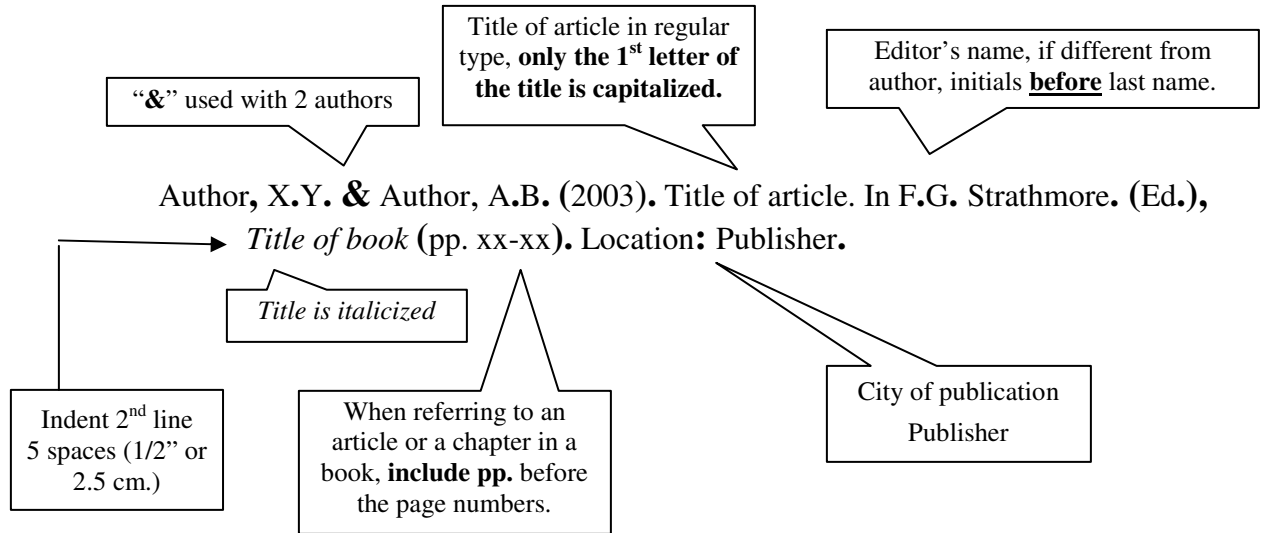 Title of article in regular
type, only the 1st letter of
the title is capitalized.
Editor’s name, if different from
author, initials before last name.
“&” used with 2 authors
Author, X.Y. & Author, A.B. (2003). Title of article. In F.G. Strathmore. (Ed.),
Title of book (pp. xx-xx). Location: Publisher.
Title is italicized
Indent 2nd line
5 spaces (1/2” or
2.5 cm.)
When referring to an
article or a chapter in a
book, include pp. before
the page numbers.
City of publication
Publisher